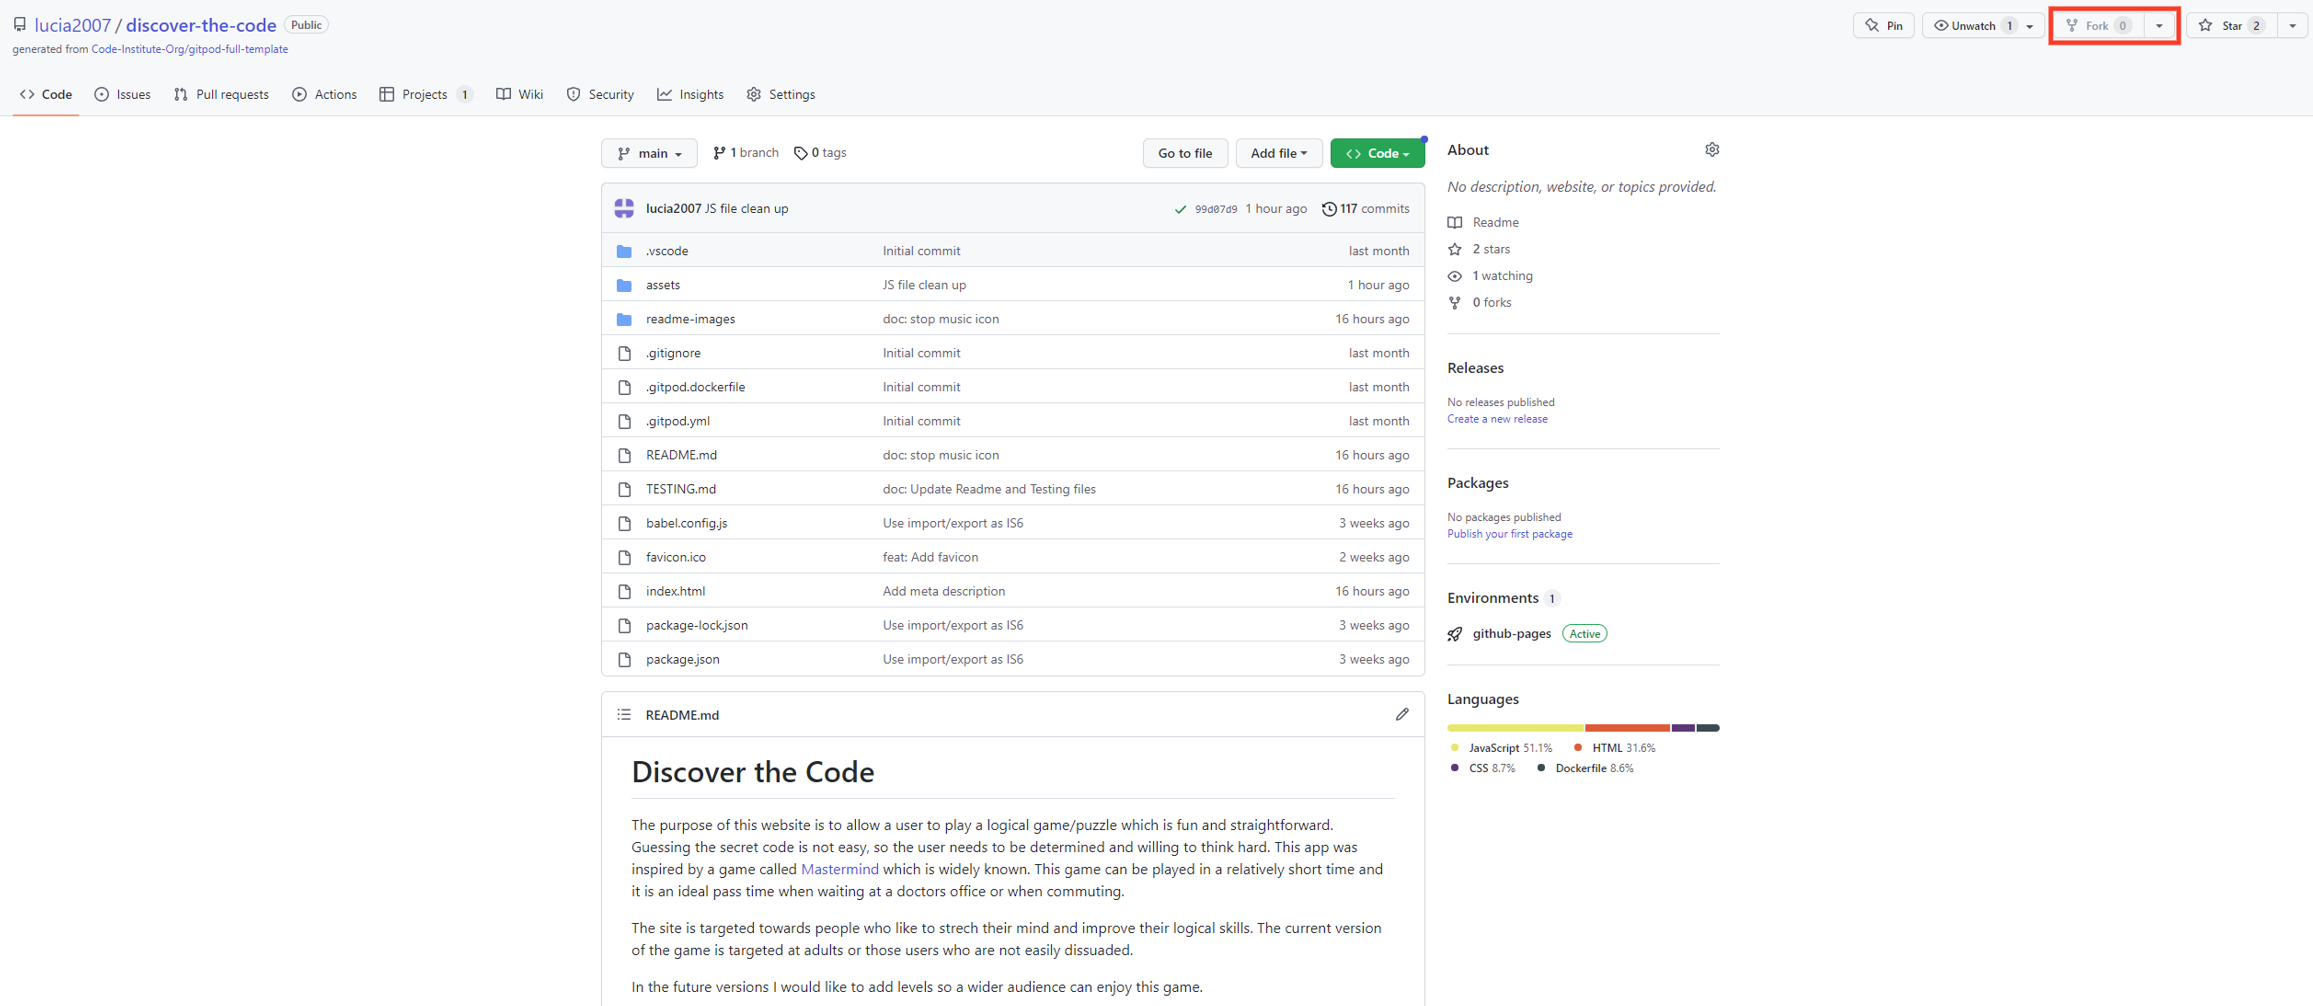 lucia2007 / discover-the-code Public
generated from Code-Institute-Org/gitpod-full-template
Pin Unwatch 1 Fork 0 Star 2
Code Issues Pull requests Actions Projects 1 Wiki Security Insights Settings
main 1 branch 0 tags Go to file Add file Code
lucia2007 JS file clean up 99d07d9 1 hour ago 117 commits
.vscode Initial commit last month
assets JS file clean up 1 hour ago
readme-images doc: stop music icon 16 hours ago
.gitignore Initial commit last month
.gitpod.dockerfile Initial commit last month
.gitpod.yml Initial commit last month
README.md doc: stop music icon 16 hours ago
TESTING.md doc: Update Readme and Testing files 16 hours ago
babel.config.js Use import/export as IS6 3 weeks ago
favicon.ico feat: Add favicon 2 weeks ago
index.html Add meta description 16 hours ago
package-lock.json Use import/export as IS6 3 weeks ago
package.json Use import/export as IS6 3 weeks ago
README.md
Discover the Code
The purpose of this website is to allow a user to play a logical game/puzzle which is fun and straightforward.
Guessing the secret code is not easy, so the user needs to be determined and willing to think hard. This app was
inspired by a game called Mastermind which is widely known. This game can be played in a relatively short time and
it is an ideal pass time when waiting at a doctors office or when commuting.
The site is targeted towards people who like to strech their mind and improve their logical skills. The current version
of the game is targeted at adults or those users who are not easily dissuaded.
In the future versions I would like to add levels so a wider audience can enjoy this game.
About
No description, website, or topics provided.
Readme
2 stars
1 watching
0 forks
Releases
No releases published
Create a new release
Packages
No packages published
Publish your first package
Environments 1
github-pages Active
Languages
JavaScript 51.1% HTML 31.6%
CSS 8.7% Dockerfile 8.6%